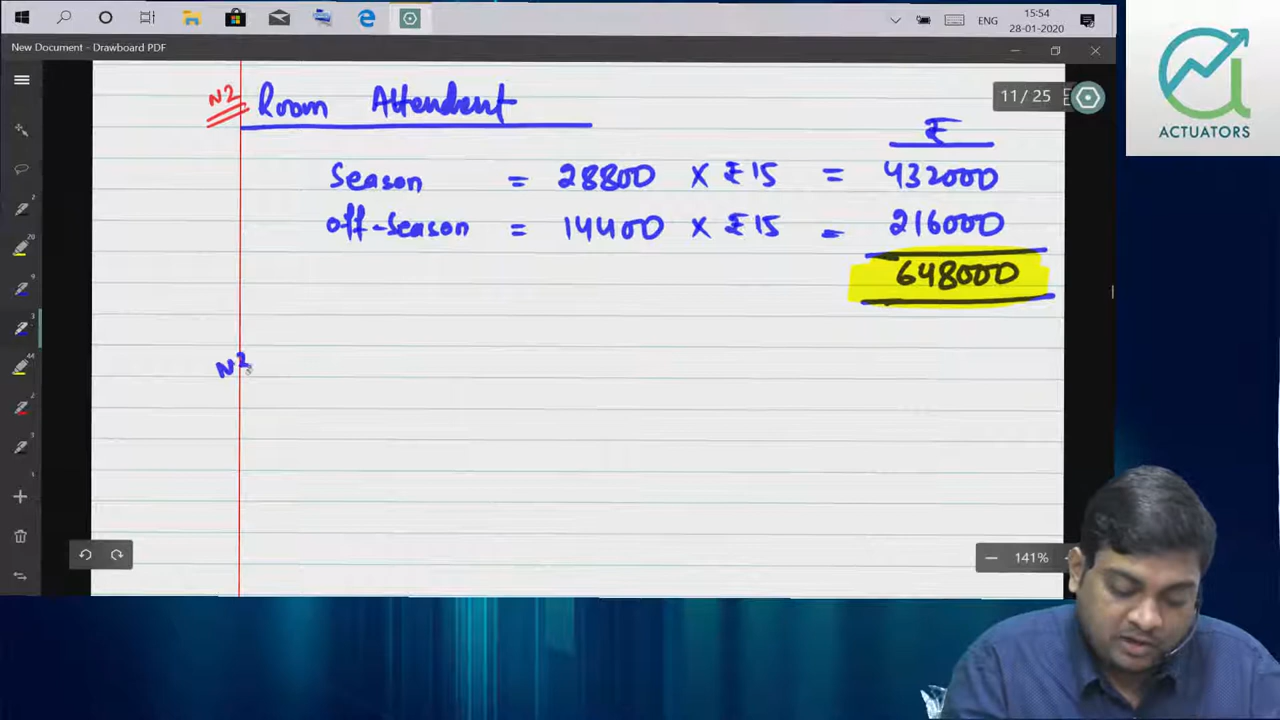 15:54
ENG
28-01-2020
New Document - Drawboard PDF
ACTUATORS
11 / 25
N2 Room Attendent
₹
Season = 28800 X ₹15 = 432000
off-Season = 14400 X ₹15 = 216000
648000
N3
141%